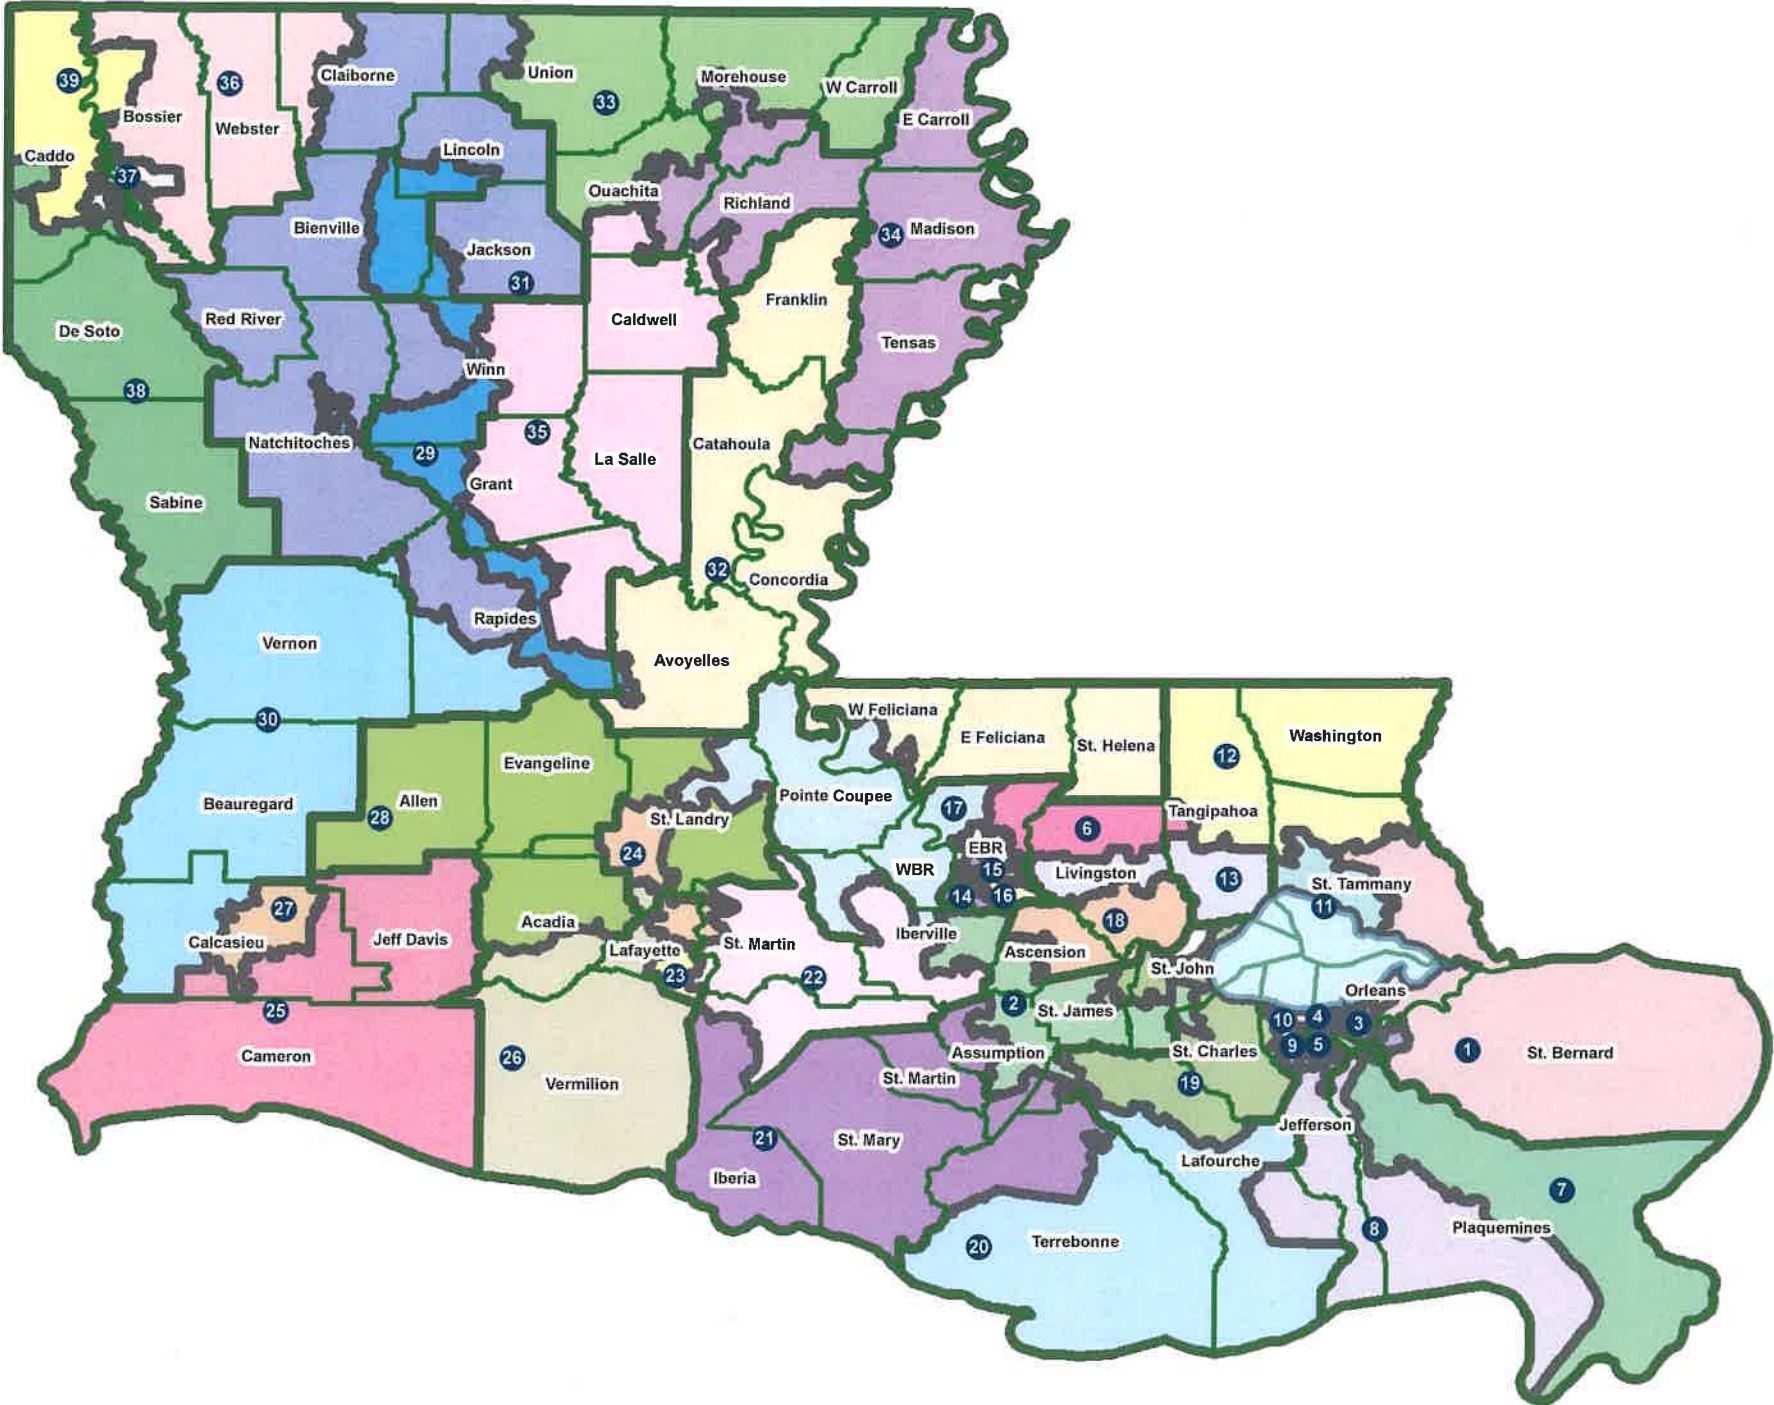 39
36
Claiborne
Union
33
Morehouse
W Carroll
Bossier
Webster
E Carroll
Caddo
37
Lincoln
Ouachita
Richland
Bienville
34
Madison
Jackson
31
Franklin
Red River
Caldwell
De Soto
Tensas
Winn
38
35
Natchitoches
29
La Salle
Catahoula
Grant
Sabine
32
Concordia
Rapides
Vernon
Avoyelles
30
W Feliciana
E Feliciana
St. Helena
12
Washington
Evangeline
Beauregard
Allen
28
St. Landry
Pointe Coupee
17
6
Tangipahoa
24
EBR
15
WBR
Livingston
13
St. Tammany
14
16
11
27
Acadia
18
Calcasieu
Jeff Davis
Lafayette
St. Martin
Iberville
Ascension
23
22
St. John
Orleans
25
2
St. James
10
4
3
Cameron
26
Vermilion
Assumption
St. Charles
9
5
1
St. Bernard
St. Martin
19
21
St. Mary
Jefferson
Iberia
Lafourche
7
20
Terrebonne
8
Plaquemines